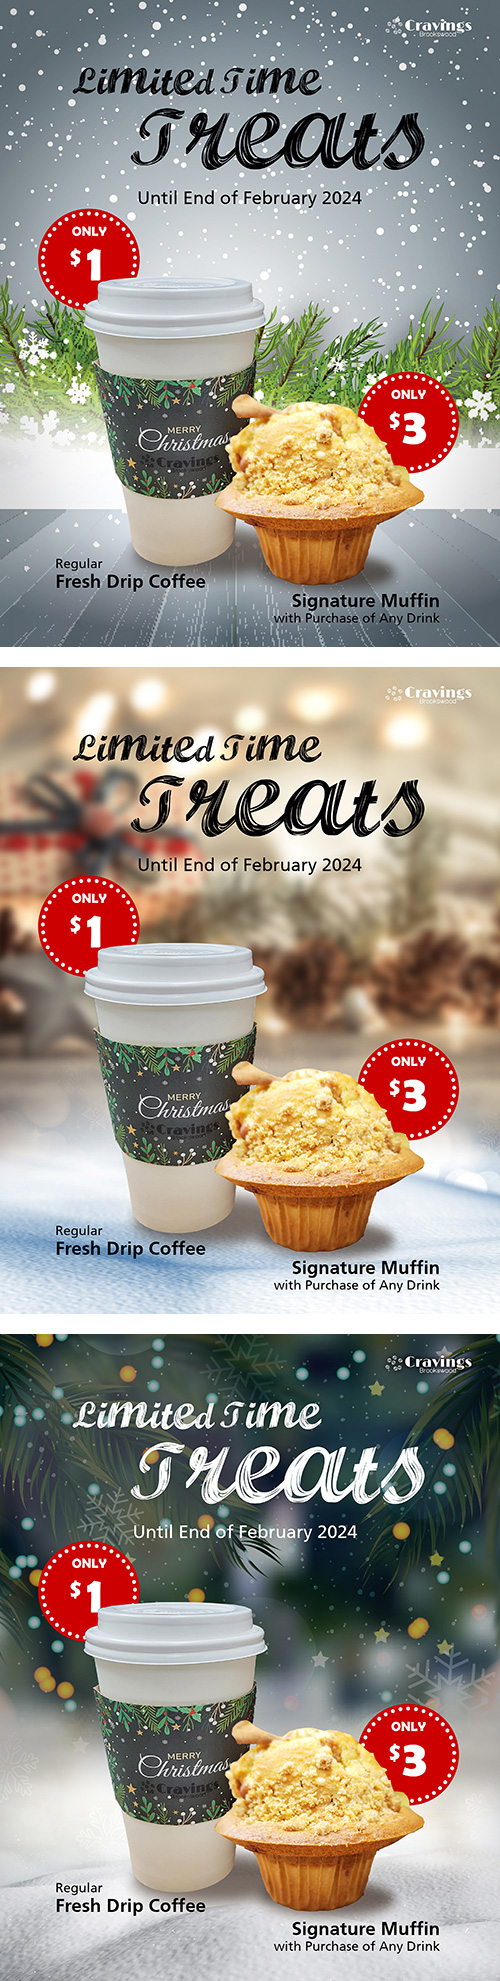 Cravings
Brookswood
Limited Time
Treats
Until End of February 2024
ONLY
$1
MERRY
Christmas
Cravings
ONLY
$3
Regular
Fresh Drip Coffee
Signature Muffin
with Purchase of Any Drink
Cravings
Brookswood
Limited Time
Treats
Until End of February 2024
ONLY
$1
MERRY
Christmas
Cravings
ONLY
$3
Regular
Fresh Drip Coffee
Signature Muffin
with Purchase of Any Drink
Cravings
Brookswood
Limited Time
Treats
Until End of February 2024
ONLY
$1
MERRY
Christmas
Cravings
ONLY
$3
Regular
Fresh Drip Coffee
Signature Muffin
with Purchase of Any Drink